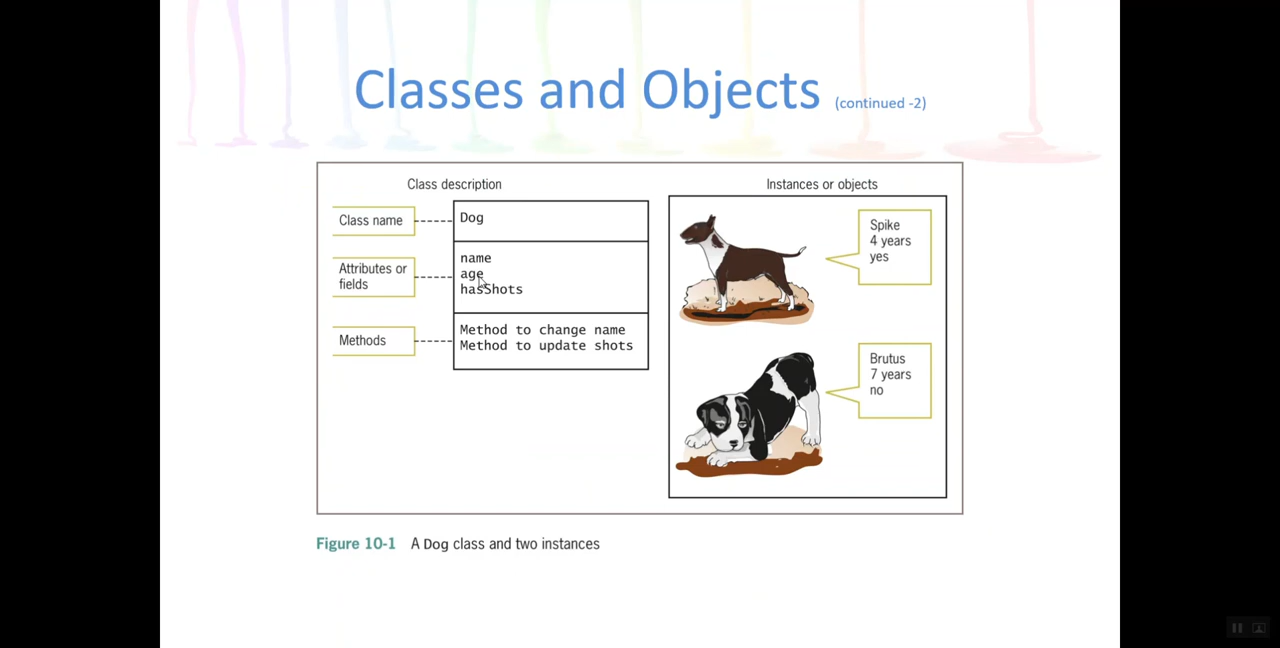 Classes and Objects (continued -2)
Class description
Class name
Dog
Attributes or
fields
name
age
hasShots
Methods
Method to change name
Method to update shots
Instances or objects
Spike
4 years
yes
Brutus
7 years
no
Figure 10-1 A Dog class and two instances